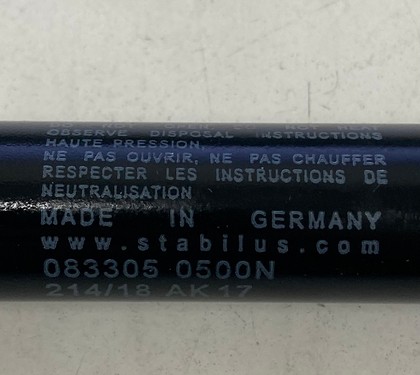 OBSERVE DISPOSAL INSTRUCTIONS
HAUTE PRESSION,
NE PAS OUVRIR, NE PAS CHAUFFER
RESPECTER LES INSTRUCTIONS DE
NEUTRALISATION
MADE IN GERMANY
www.stabilus.com
083305 0500N
214/18 AK17